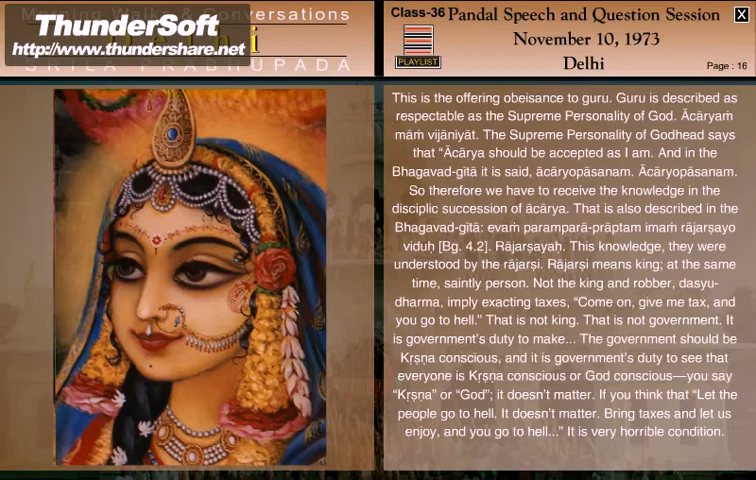 Morning Walks & Conversations
ThunderSoft
http://www.thundershare.net
SRILA PRABHUPADA
Class-36 Pandal Speech and Question Session
November 10, 1973
Delhi
PLAYLIST
Page : 16
X
This is the offering obeisance to guru. Guru is described as
respectable as the Supreme Personality of God. Ācāryaṁ
māṁ vijāniyāt. The Supreme Personality of Godhead says
that “Ācārya should be accepted as I am. And in the
Bhagavad-gītā it is said, ācāryopāsanam. Ācāryopāsanam.
So therefore we have to receive the knowledge in the
disciplic succession of ācārya. That is also described in the
Bhagavad-gītā: evaṁ paramparā-prāptam imaṁ rājarṣayo
viduḥ [Bg. 4.2]. Rājarṣayaḥ. This knowledge, they were
understood by the rājarṣi. Rājarṣi means king; at the same
time, saintly person. Not the king and robber, dasyu-
dharma, imply exacting taxes, “Come on, give me tax, and
you go to hell.” That is not king. That is not government. It
is government’s duty to make... The government should be
Kṛṣṇa conscious, and it is government’s duty to see that
everyone is Kṛṣṇa conscious or God conscious—you say
“Kṛṣṇa” or “God”; it doesn’t matter. If you think that “Let the
people go to hell. It doesn’t matter. Bring taxes and let us
enjoy, and you go to hell...” It is very horrible condition.